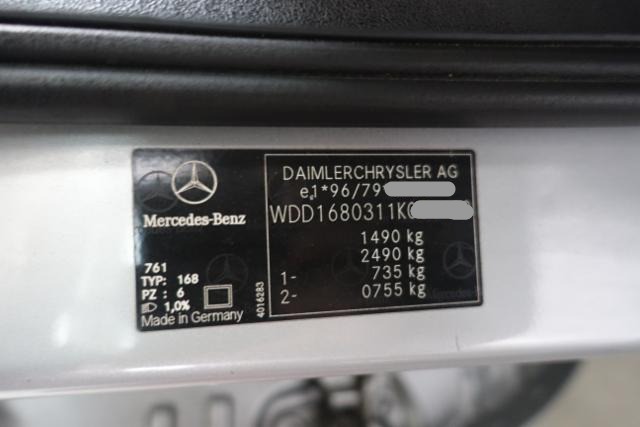 DAIMLERCHRYSLER AG
e1*96/79
WDD1680311K
1490 kg
2490 kg
1- 735 kg
2- 0755 kg
Mercedes-Benz
761
TYP: 168
PZ : 6
1,0%
Made in Germany
4016283